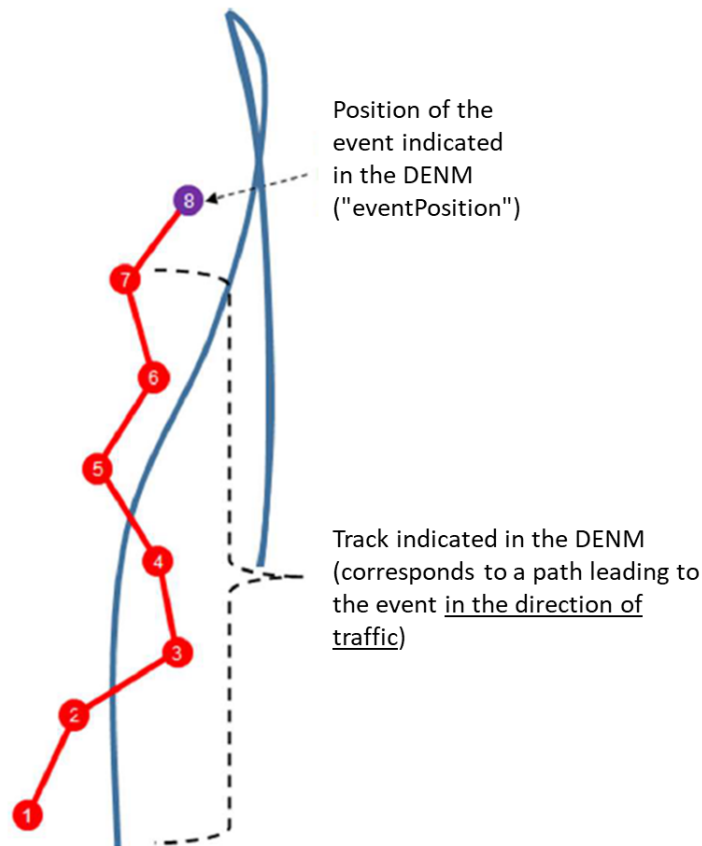 Position of the
event indicated
in the DENM
("eventPosition")
8
7
6
5
4
3
2
1
Track indicated in the DENM
(corresponds to a path leading to
the event in the direction of
traffic)